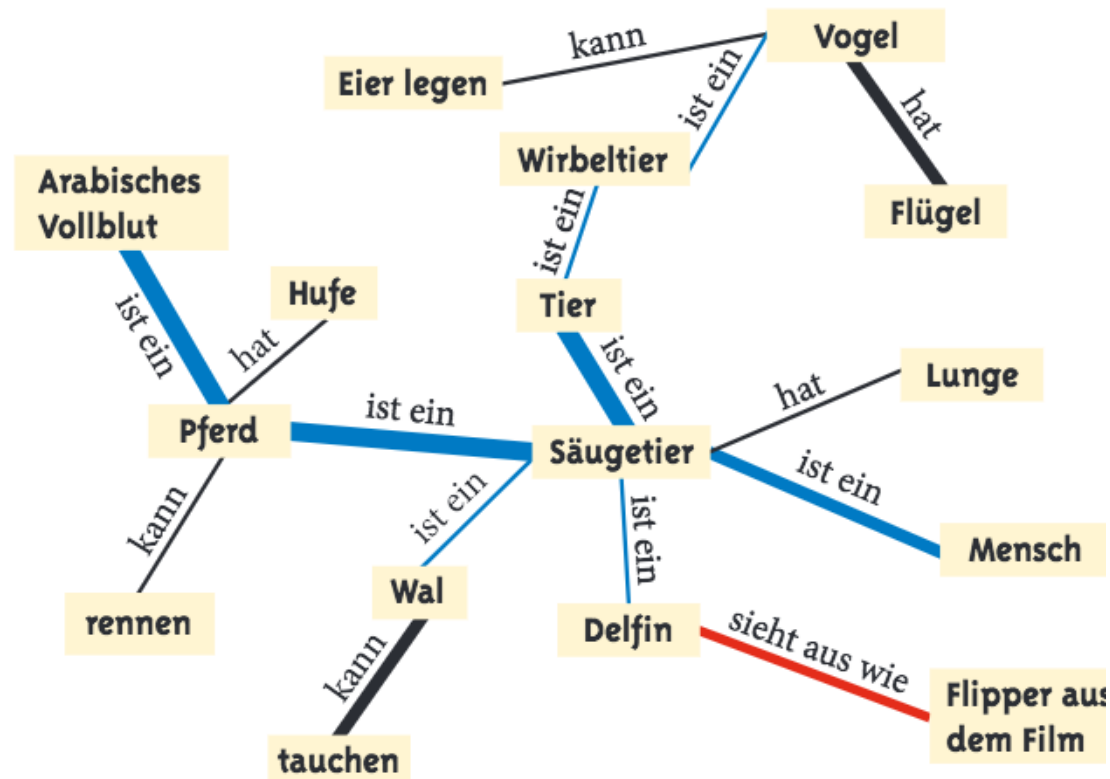 kann
Vogel
Eier legen
ist ein
hat
Wirbeltier
Arabisches
Vollblut
Flügel
ist ein
Hufe
Tier
ist ein
hat
ist ein
Lunge
hat
ist ein
Pferd
Säugetier
ist ein
ist ein
ist ein
kann
Mensch
Wal
rennen
Delfin
sieht aus wie
kann
Flipper aus
dem Film
tauchen